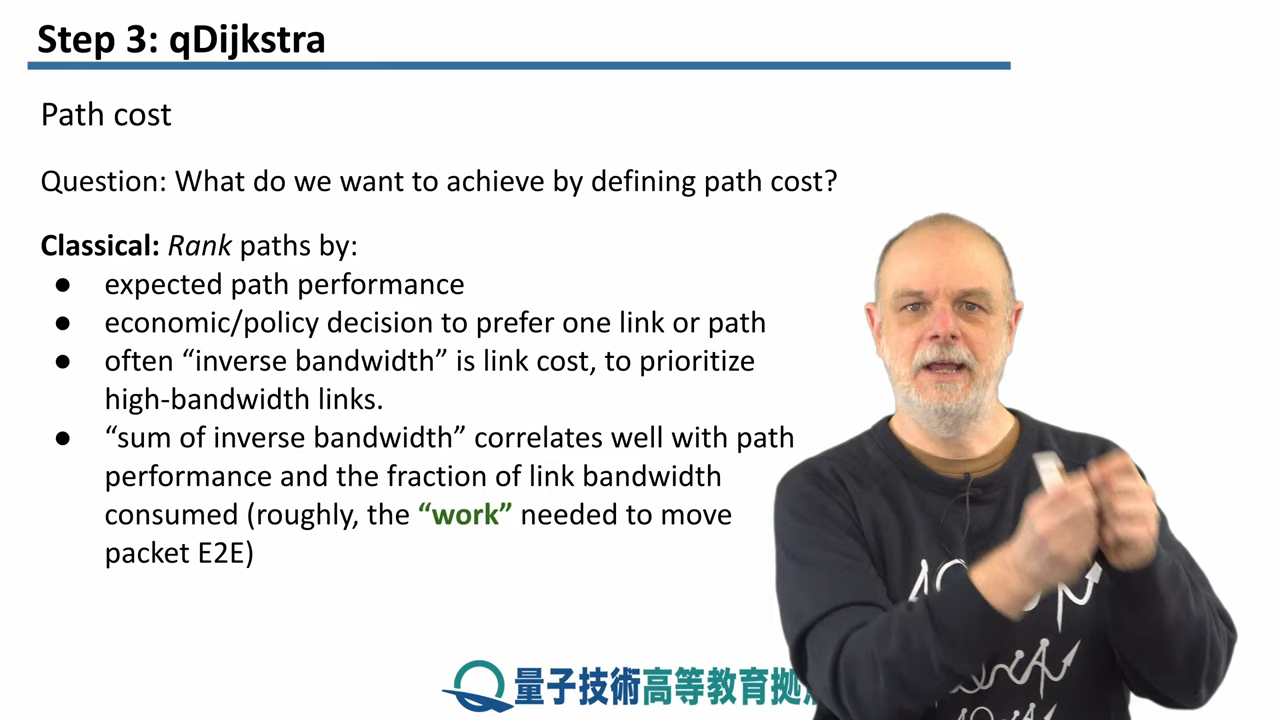 Step 3: qDijkstra
Path cost
Question: What do we want to achieve by defining path cost?
Classical: Rank paths by:
● expected path performance
● economic/policy decision to prefer one link or path
● often “inverse bandwidth” is link cost, to prioritize
high-bandwidth links.
● “sum of inverse bandwidth” correlates well with path
performance and the fraction of link bandwidth
consumed (roughly, the “work” needed to move
packet E2E)
量子技術高等教育拠